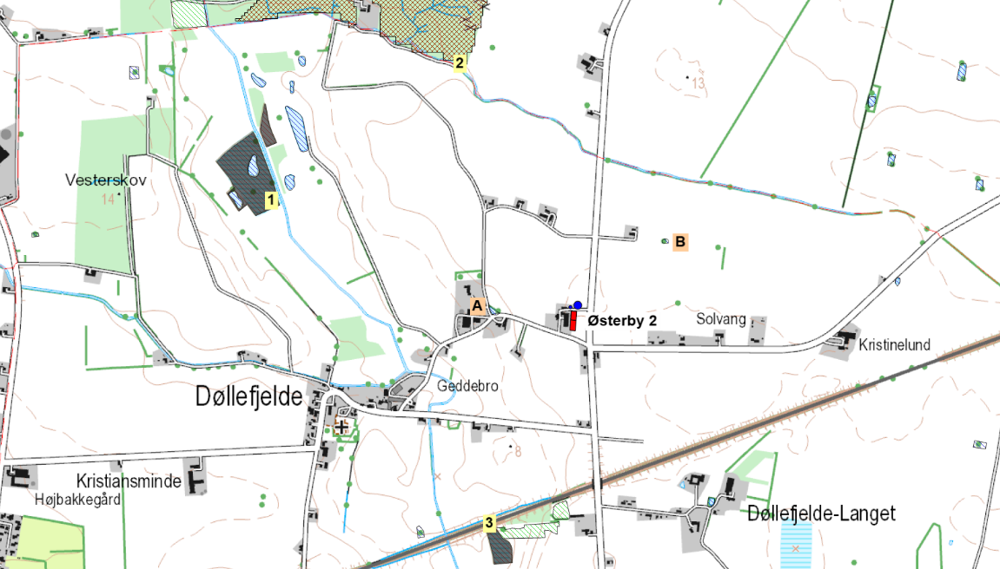 2
13
Vesterskov
14
1
B
A
Østerby 2
Solvang
Kristinelund
Geddebro
Døllefjelde
8
Kristiansminde
Højbakkegård
3
Døllefjelde-Langet